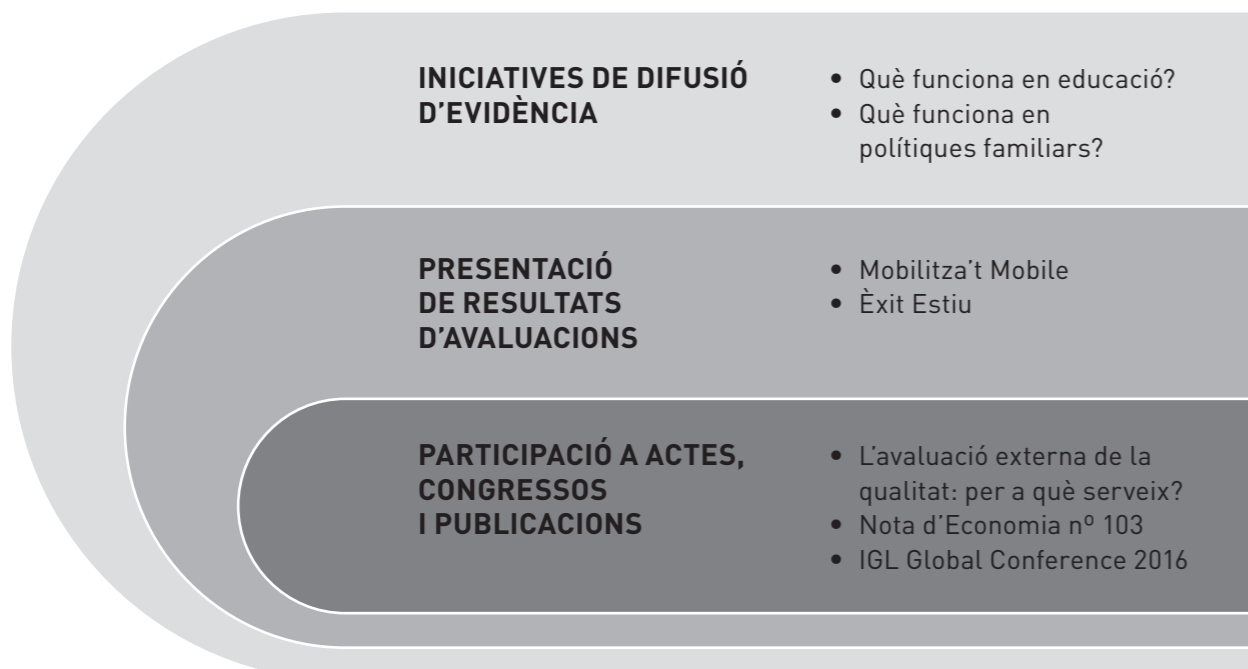 INICIATIVES DE DIFUSIÓ
D’EVIDÈNCIA
• Què funciona en educació?
• Què funciona en
polítiques familiars?
PRESENTACIÓ
DE RESULTATS
D’AVALUACIONS
• Mobilitza’t Mobile
• Èxit Estiu
PARTICIPACIÓ A ACTES,
CONGRESSOS
I PUBLICACIONS
• L’avaluació externa de la
qualitat: per a què serveix?
• Nota d’Economia nº 103
• IGL Global Conference 2016